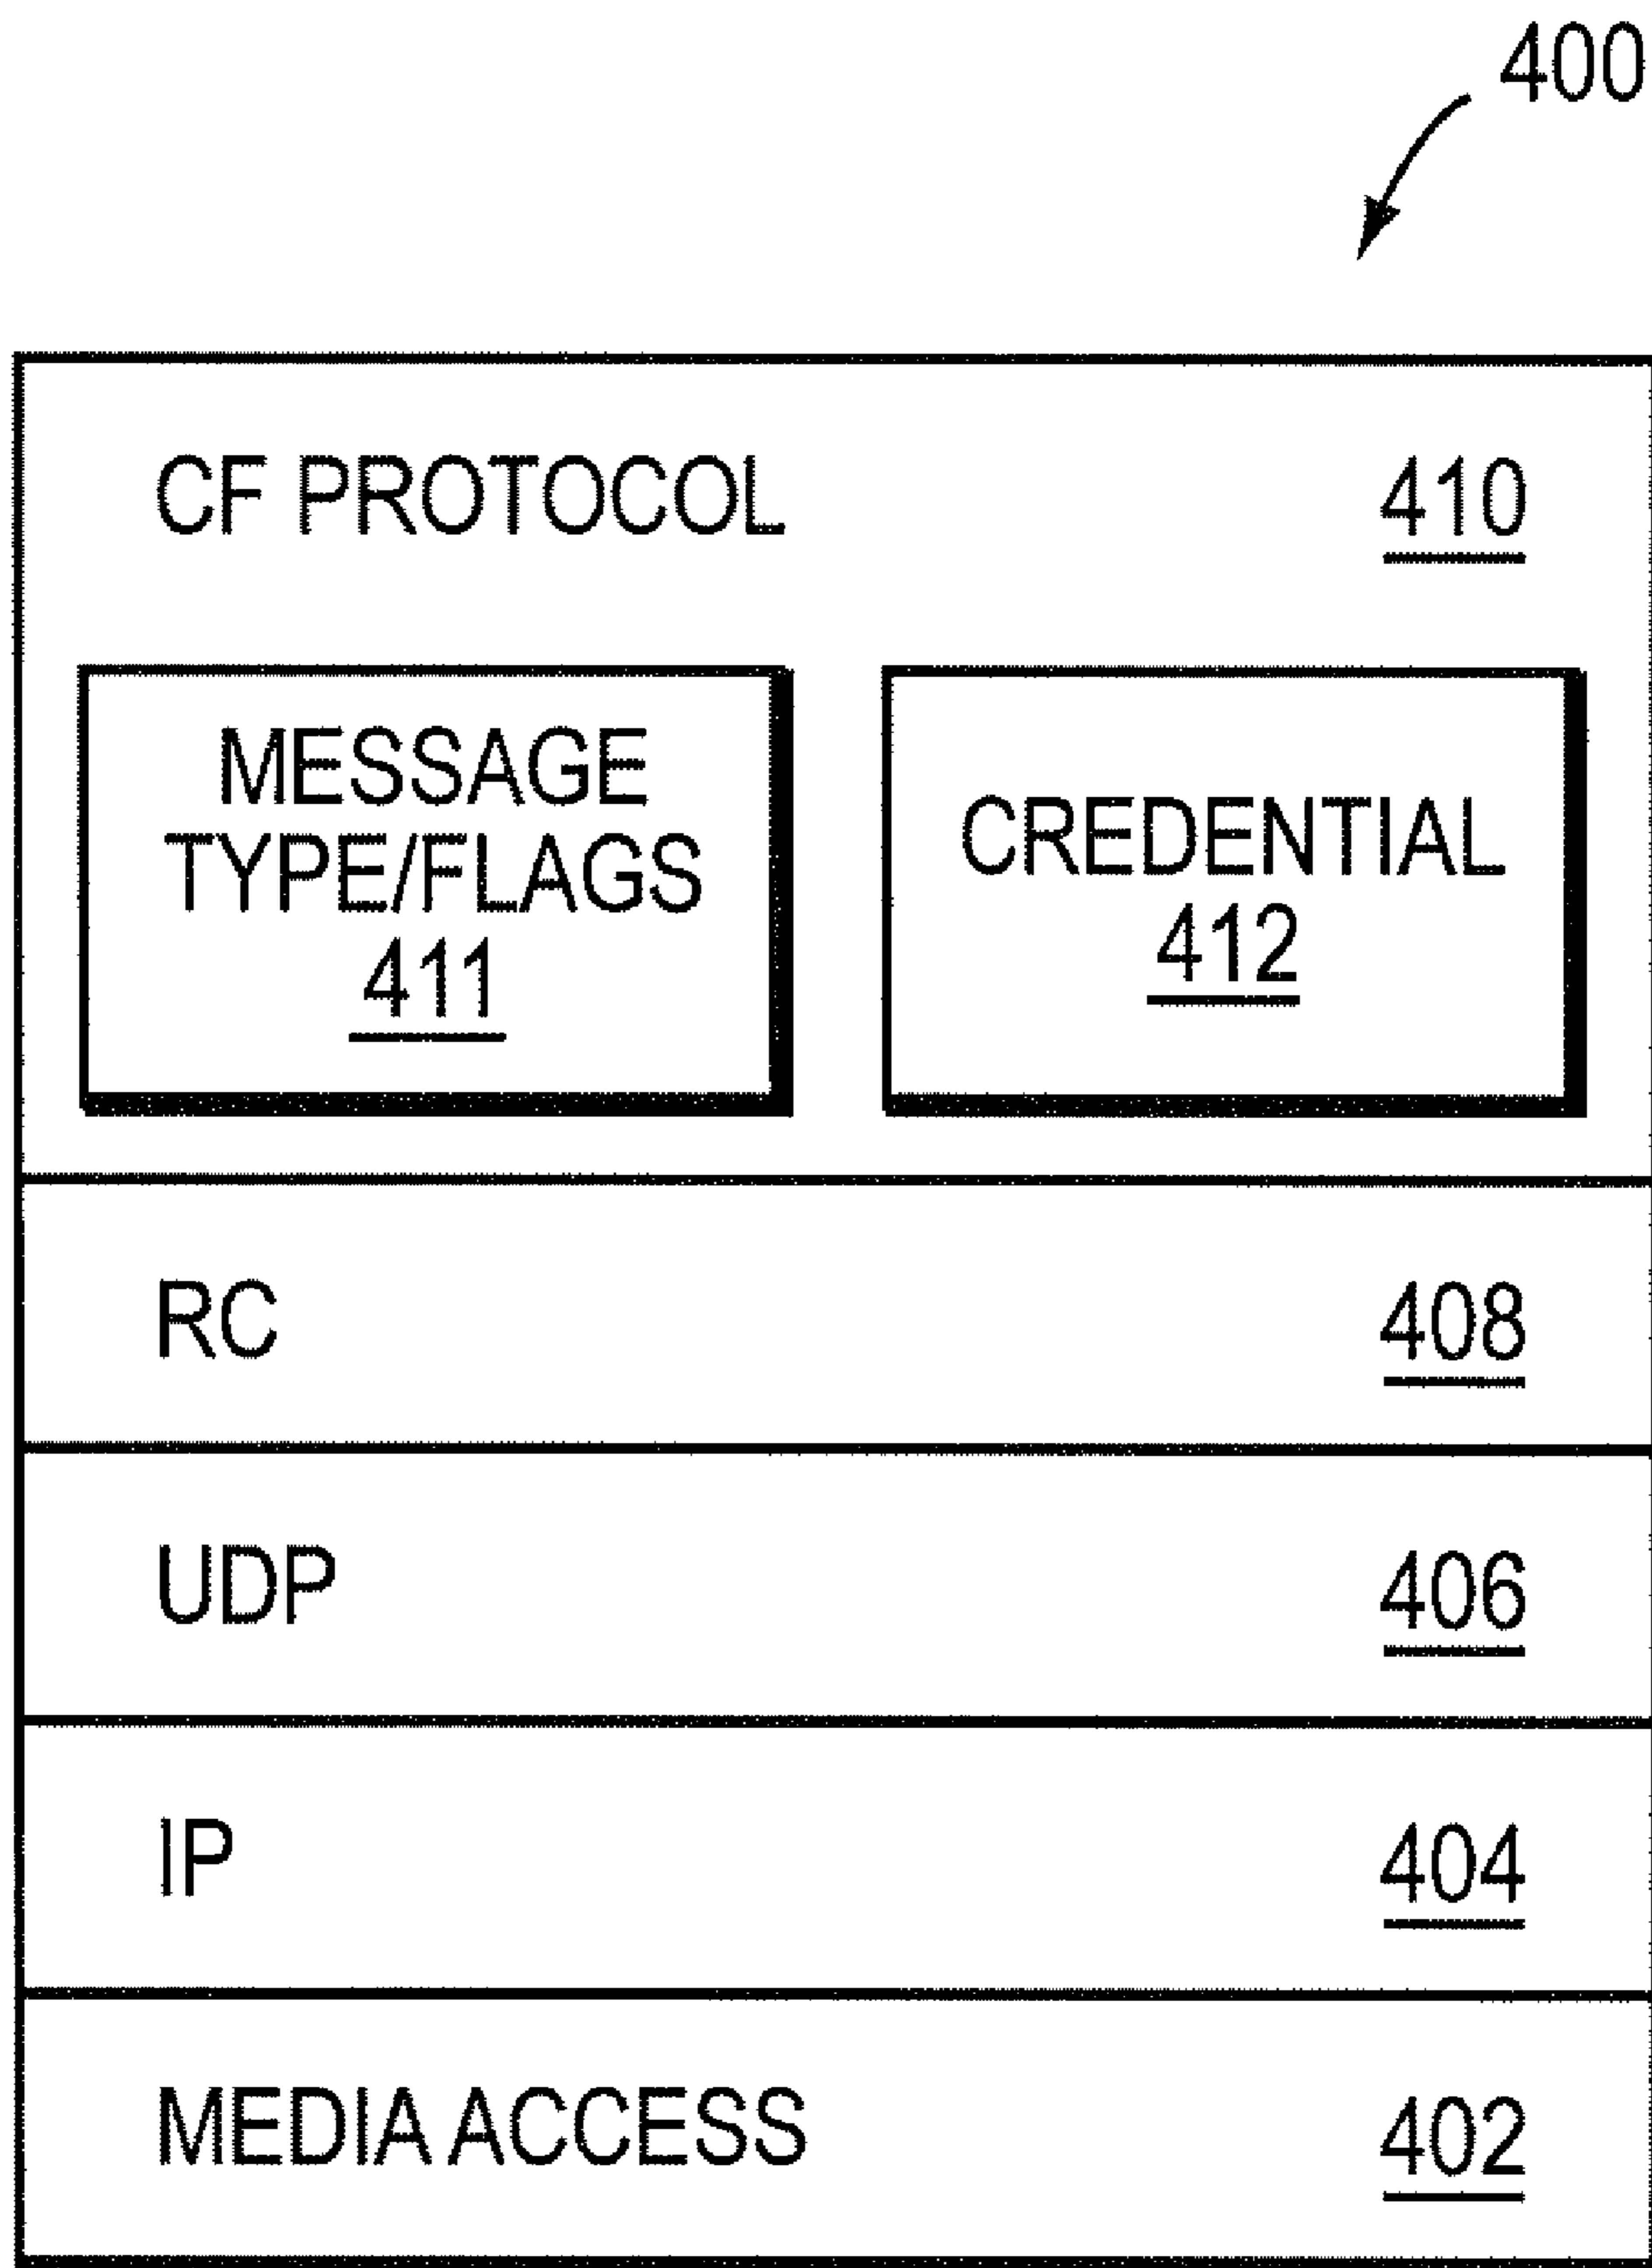 400
CF PROTOCOL 410
MESSAGE
TYPE/FLAGS
411
CREDENTIAL
412
RC 408
UDP 406
IP 404
MEDIA ACCESS 402